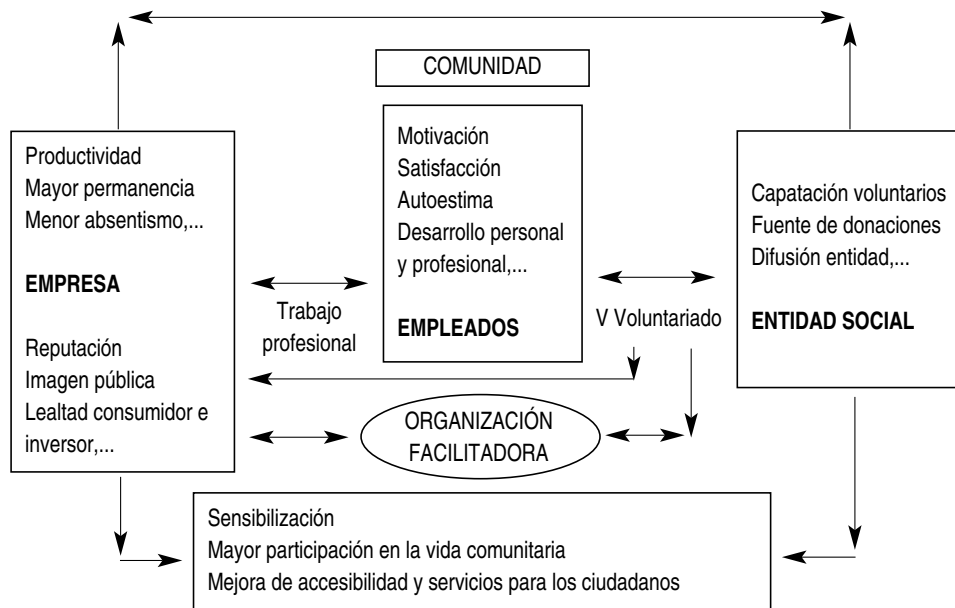 COMUNIDAD
Productividad
Mayor permanencia
Menor absentismo,...
EMPRESA
Reputación
Imagen pública
Lealtad consumidor e
inversor,...
Trabajo
profesional
Motivación
Satisfacción
Autoestima
Desarrollo personal
y profesional,...
EMPLEADOS
V Voluntariado
Capatación voluntarios
Fuente de donaciones
Difusión entidad,...
ENTIDAD SOCIAL
ORGANIZACIÓN
FACILITADORA
Sensibilización
Mayor participación en la vida comunitaria
Mejora de accesibilidad y servicios para los ciudadanos